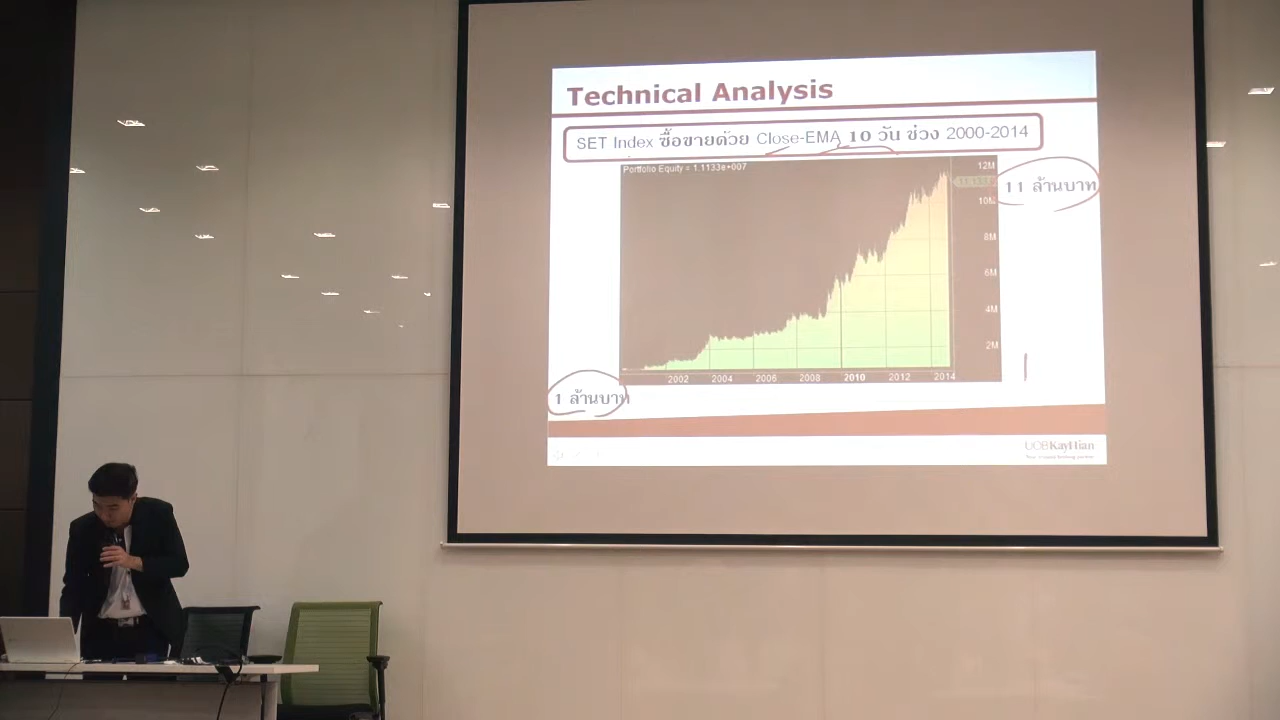 Technical Analysis
SET Index ซื้อขายด้วย Close-EMA 10 วัน ช่วง 2000-2014
Portfolio Equity = 1.1133e+007
12M
11 ล้านบาท
10M
8M
6M
4M
2M
2002 2004 2006 2008 2010 2012 2014
1 ล้านบาท
UOBKayHian